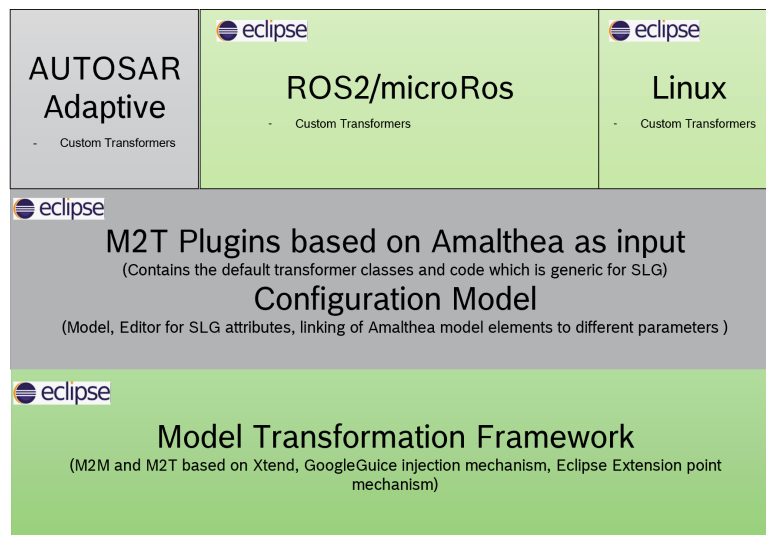 AUTOSAR
Adaptive
- Custom Transformers
eclipse
ROS2/microRos
- Custom Transformers
eclipse
Linux
- Custom Transformers
eclipse
M2T Plugins based on Amalthea as input
(Contains the default transformer classes and code which is generic for SLG)
Configuration Model
(Model, Editor for SLG attributes, linking of Amalthea model elements to different parameters )
eclipse
Model Transformation Framework
(M2M and M2T based on Xtend, GoogleGuice injection mechanism, Eclipse Extension point
mechanism)